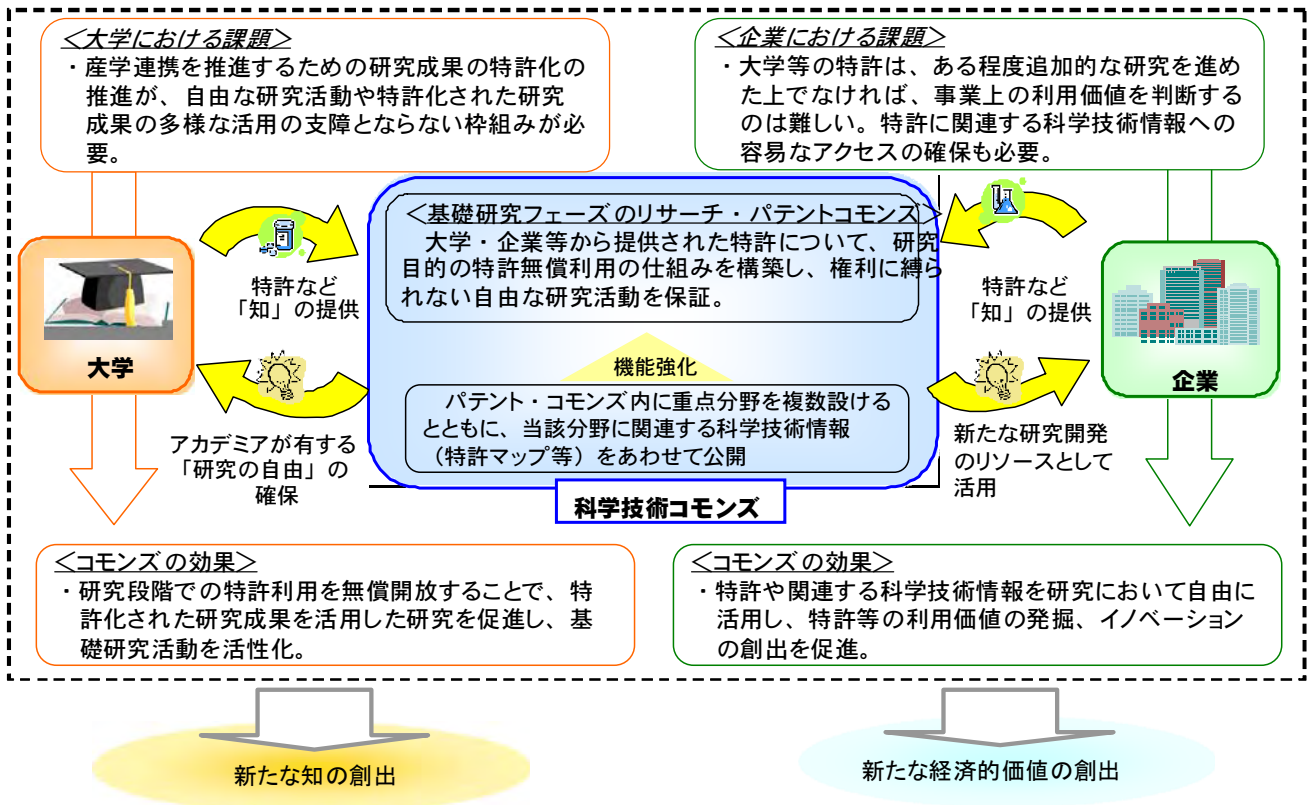 ＜大学における課題＞
・産学連携を推進するための研究成果の特許化の
推進が、自由な研究活動や特許化された研究
成果の多様な活用の支障とならない枠組みが必
要。
＜企業における課題＞
・大学等の特許は、ある程度追加的な研究を進め
た上でなければ、事業上の利用価値を判断する
のは難しい。特許に関連する科学技術情報への
容易なアクセスの確保も必要。
＜基礎研究フェーズのリサーチ・パテントコモンズ＞
大学・企業等から提供された特許について、研究
目的の特許無償利用の仕組みを構築し、権利に縛ら
れない自由な研究活動を保証。
特許など
「知」の提供
特許など
「知」の提供
大学
企業
機能強化
パテント・コモンズ内に重点分野を複数設ける
とともに、当該分野に関連する科学技術情報
（特許マップ等）をあわせて公開
アカデミアが有する
「研究の自由」の
確保
新たな研究開発
のリソースとして
活用
科学技術コモンズ
＜コモンズの効果＞
・研究段階での特許利用を無償開放することで、特
許化された研究成果を活用した研究を促進し、基
礎研究活動を活性化。
＜コモンズの効果＞
・特許や関連する科学技術情報を研究において自由に
活用し、特許等の利用価値の発掘、イノベーション
の創出を促進。
新たな知の創出
新たな経済的価値の創出